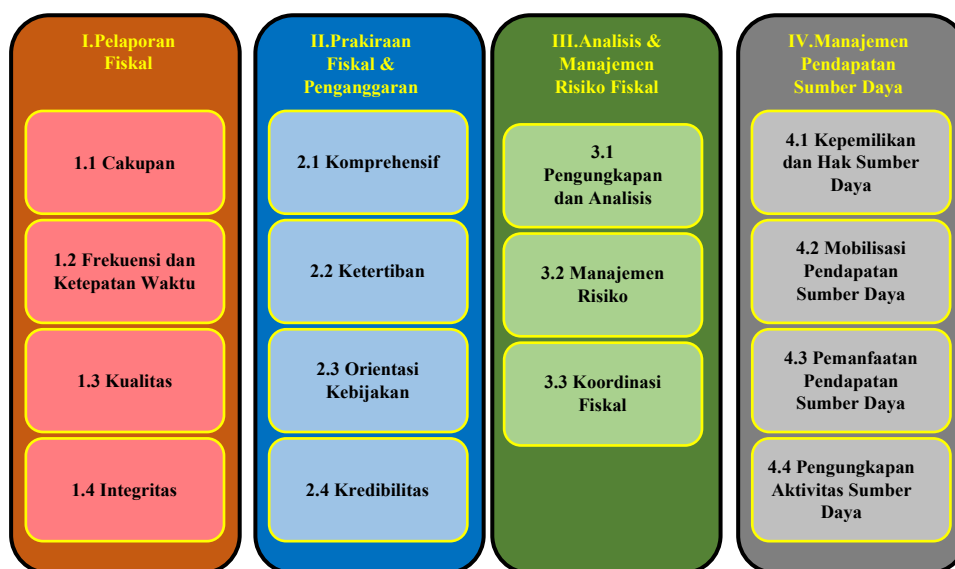 I.Pelaporan
Fiskal
1.1 Cakupan
1.2 Frekuensi dan
Ketepatan Waktu
1.3 Kualitas
1.4 Integritas
II.Prakiraan
Fiskal &
Penganggaran
2.1 Komprehensif
2.2 Ketertiban
2.3 Orientasi
Kebijakan
2.4 Kredibilitas
III.Analisis &
Manajemen
Risiko Fiskal
3.1
Pengungkapan
dan Analisis
3.2 Manajemen
Risiko
3.3 Koordinasi
Fiskal
IV.Manajemen
Pendapatan
Sumber Daya
4.1 Kepemilikan
dan Hak Sumber
Daya
4.2 Mobilisasi
Pendapatan
Sumber Daya
4.3 Pemanfaatan
Pendapatan
Sumber Daya
4.4 Pengungkapan
Aktivitas Sumber
Daya